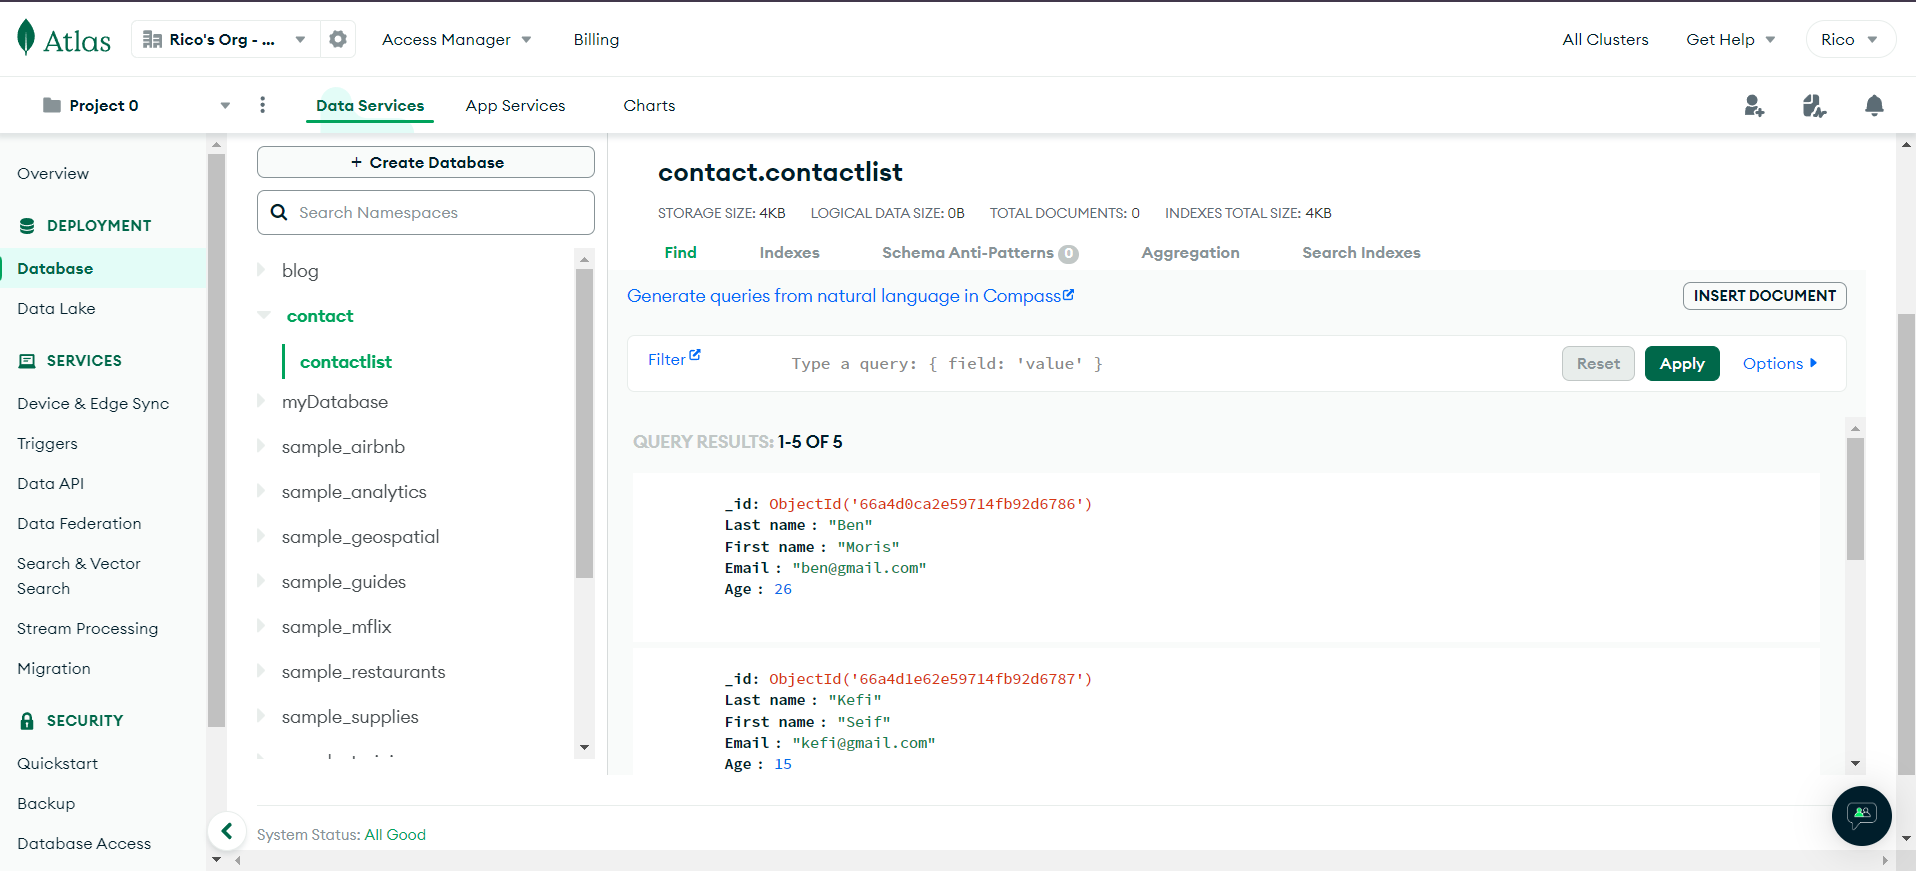 Atlas
Rico's Org - ...
Access Manager
Billing
All Clusters
Get Help
Rico
Project 0
Data Services
App Services
Charts
Overview
DEPLOYMENT
Database
Data Lake
SERVICES
Device & Edge Sync
Triggers
Data API
Data Federation
Search & Vector
Search
Stream Processing
Migration
SECURITY
Quickstart
Backup
Database Access
+ Create Database
Search Namespaces
blog
contact
contactlist
myDatabase
sample_airbnb
sample_analytics
sample_geospatial
sample_guides
sample_mflix
sample_restaurants
sample_supplies
contact.contactlist
STORAGE SIZE: 4KB LOGICAL DATA SIZE: 0B TOTAL DOCUMENTS: 0 INDEXES TOTAL SIZE: 4KB
Find Indexes Schema Anti-Patterns 0 Aggregation Search Indexes
Generate queries from natural language in Compass
INSERT DOCUMENT
Filter
Type a query: { field: 'value' }
Reset
Apply
Options
QUERY RESULTS: 1-5 OF 5
_id: ObjectId('66a4d0ca2e59714fb92d6786')
Last name : "Ben"
First name : "Moris"
Email : "ben@gmail.com"
Age : 26
_id: ObjectId('66a4d1e62e59714fb92d6787')
Last name : "Kefi"
First name : "Seif"
Email : "kefi@gmail.com"
Age : 15
System Status: All Good